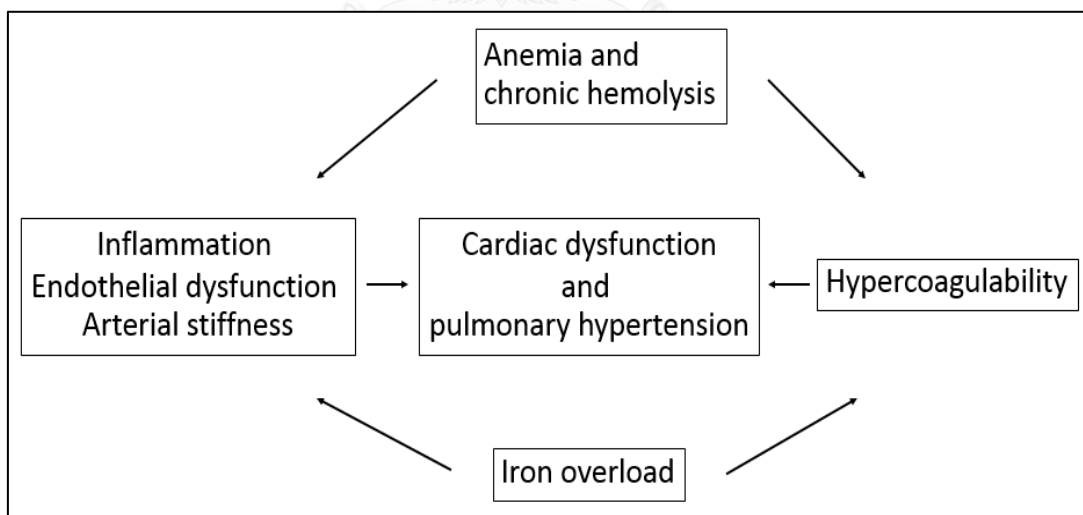 Anemia and
chronic hemolysis
Inflammation
Endothelial dysfunction
Arterial stiffness
Cardiac dysfunction
and
pulmonary hypertension
Hypercoagulability
Iron overload